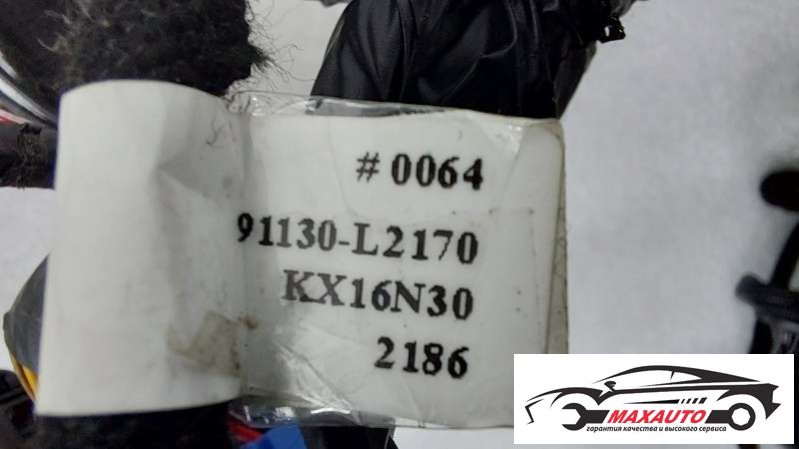 #0064
91130-L2170
KX16N30
2186
MAXAUTO
гарантия качества и высокого сервиса